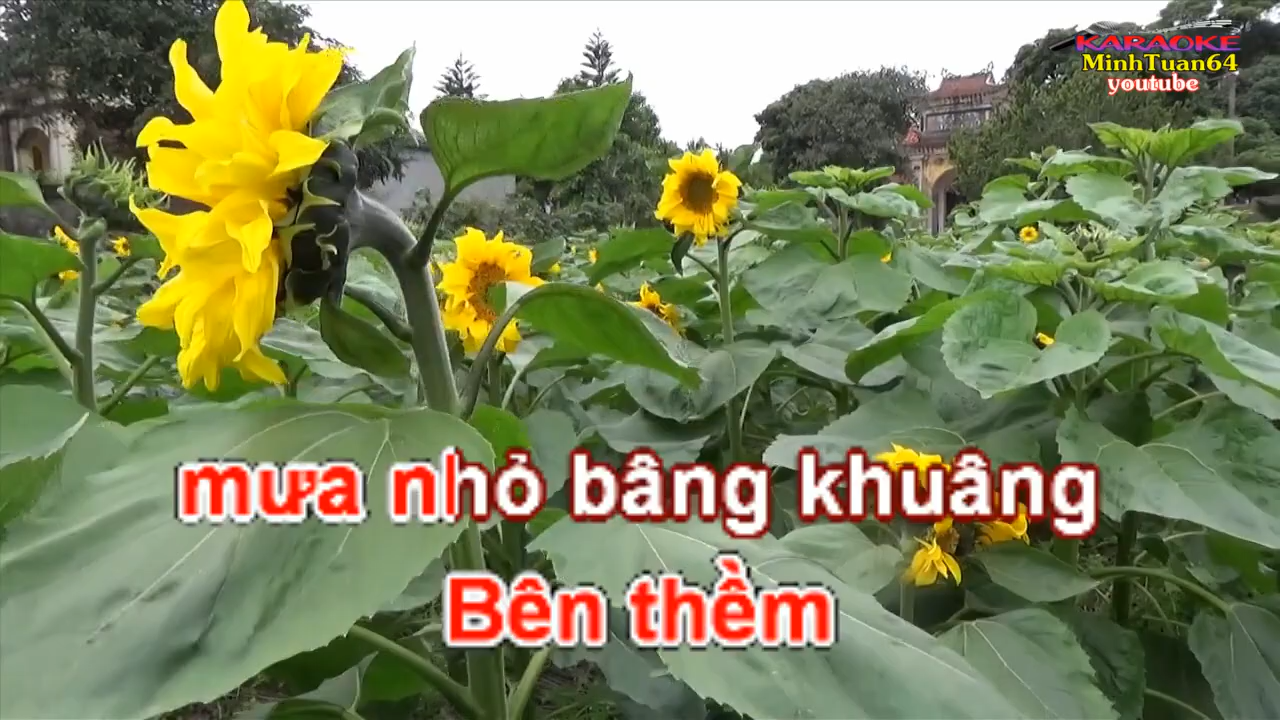 KARAOKE
MinhTuan64
youtube
mưa nhỏ bâng khuâng
Bên thềm